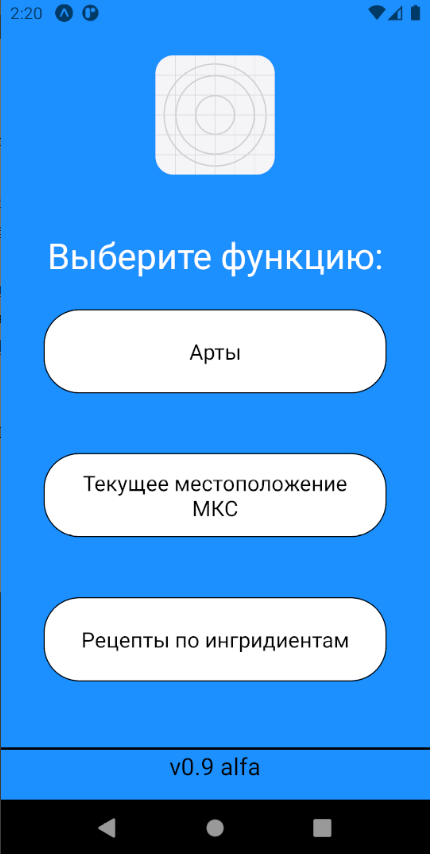 2:20
Выберите функцию:
Арты
Текущее местоположение
МКС
Рецепты по ингридиентам
v0.9 alfa